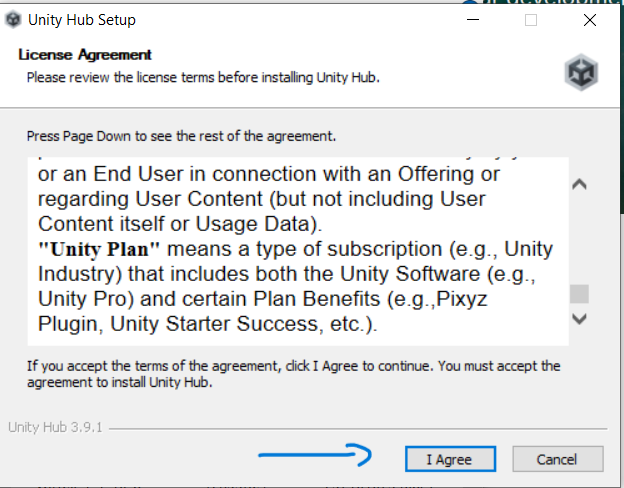 Unity Hub Setup
License Agreement
Please review the license terms before installing Unity Hub.
Press Page Down to see the rest of the agreement.
or an End User in connection with an Offering or
regarding User Content (but not including User
Content itself or Usage Data).
"Unity Plan" means a type of subscription (e.g., Unity
Industry) that includes both the Unity Software (e.g.,
Unity Pro) and certain Plan Benefits (e.g.,Pixyz
Plugin, Unity Starter Success, etc.).
If you accept the terms of the agreement, click I Agree to continue. You must accept the
agreement to install Unity Hub.
Unity Hub 3.9.1
I Agree
Cancel